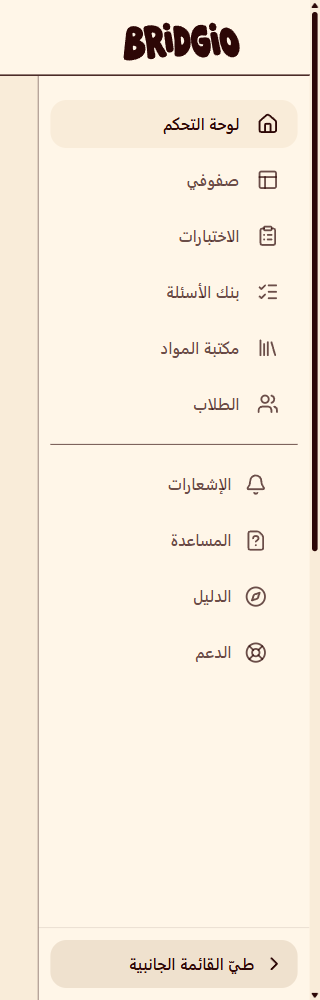 BRiDGiO
لوحة التحكم
صفوفي
الاختبارات
بنك الأسئلة
مكتبة المواد
الطلاب
الإشعارات
المساعدة
الدليل
الدعم
طيّ القائمة الجانبية